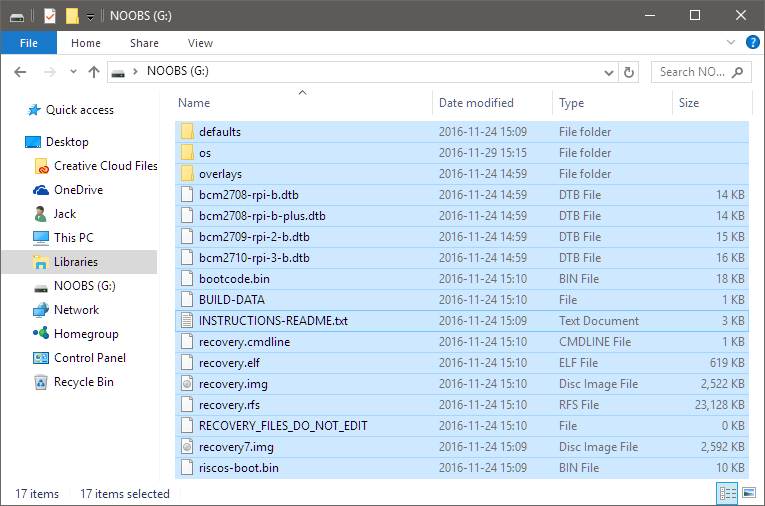 NOOBS (G:)
File Home Share View
NOOBS (G:) Search NO...
Name Date modified Type Size
Quick access
Desktop
Creative Cloud Files
OneDrive
Jack
This PC
Libraries
NOOBS (G:)
Network
Homegroup
Control Panel
Recycle Bin
defaults 2016-11-24 15:09 File folder
os 2016-11-29 15:15 File folder
overlays 2016-11-24 14:59 File folder
bcm2708-rpi-b.dtb 2016-11-24 14:59 DTB File 14 KB
bcm2708-rpi-b-plus.dtb 2016-11-24 14:59 DTB File 14 KB
bcm2709-rpi-2-b.dtb 2016-11-24 14:59 DTB File 15 KB
bcm2710-rpi-3-b.dtb 2016-11-24 14:59 DTB File 16 KB
bootcode.bin 2016-11-24 15:10 BIN File 18 KB
BUILD-DATA 2016-11-24 15:10 File 1 KB
INSTRUCTIONS-README.txt 2016-11-24 15:09 Text Document 3 KB
recovery.cmdline 2016-11-24 15:10 CMDLINE File 1 KB
recovery.elf 2016-11-24 15:10 ELF File 619 KB
recovery.img 2016-11-24 15:10 Disc Image File 2,522 KB
recovery.rfs 2016-11-24 15:10 RFS File 23,128 KB
RECOVERY_FILES_DO_NOT_EDIT 2016-11-24 15:10 File 0 KB
recovery7.img 2016-11-24 15:09 Disc Image File 2,592 KB
riscos-boot.bin 2016-11-24 15:09 BIN File 10 KB
17 items 17 items selected